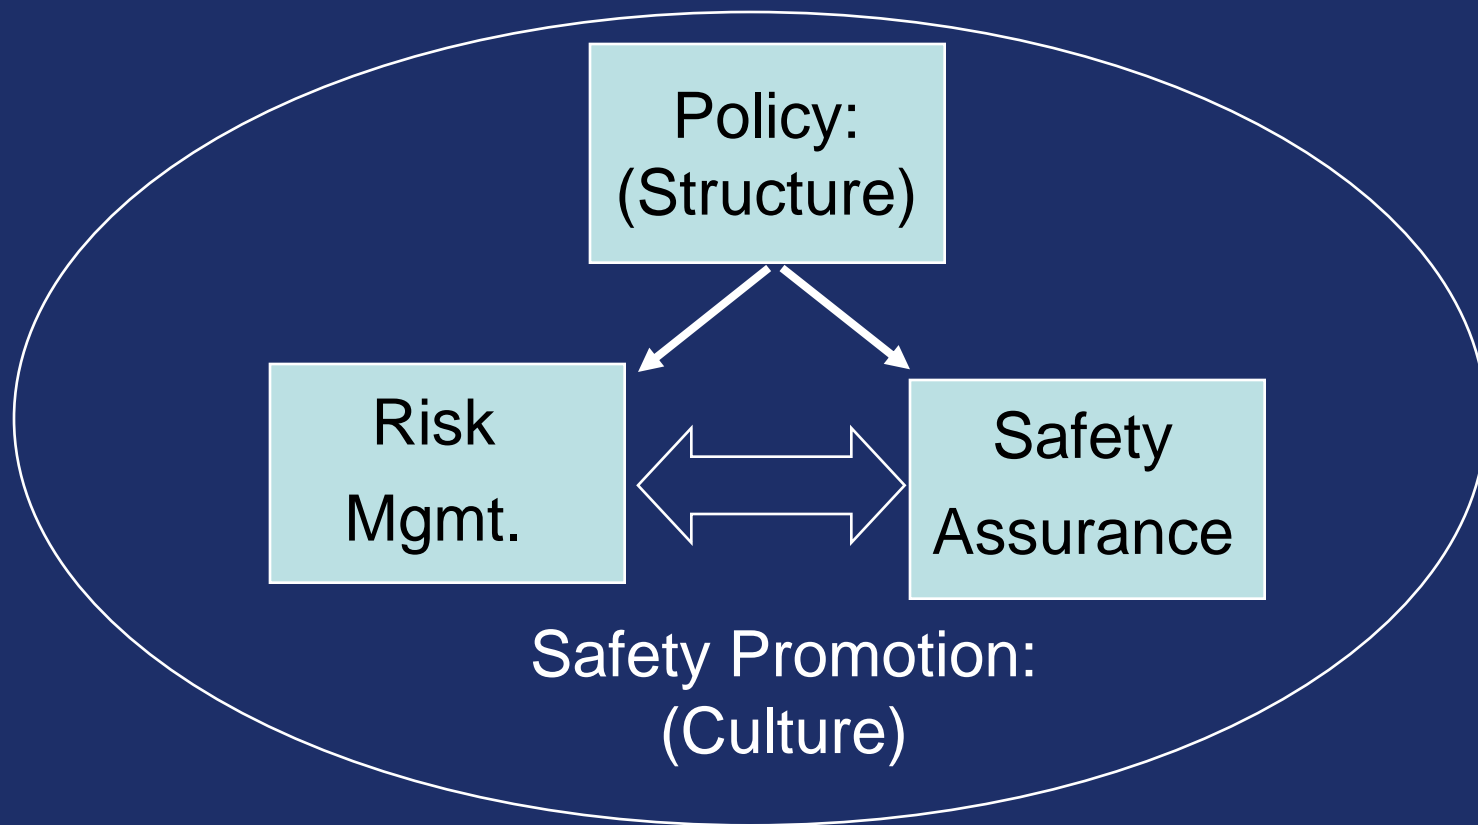 Policy:
(Structure)
Risk
Mgmt.
Safety
Assurance
Safety Promotion:
(Culture)